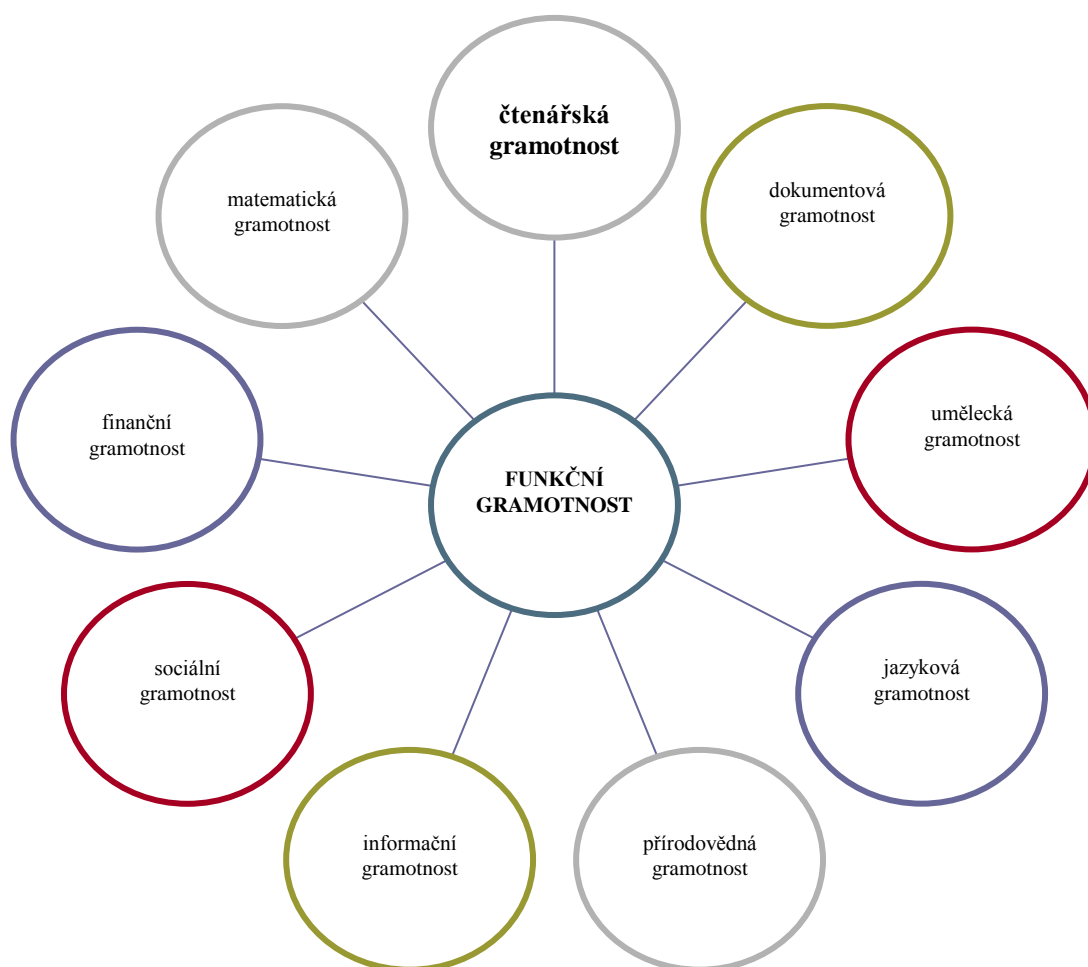 čtenářská
gramotnost
dokumentová
gramotnost
matematická
gramotnost
umělecká
gramotnost
finanční
gramotnost
FUNKČNÍ
GRAMOTNOST
jazyková
gramotnost
sociální
gramotnost
informační
gramotnost
přírodovědná
gramotnost